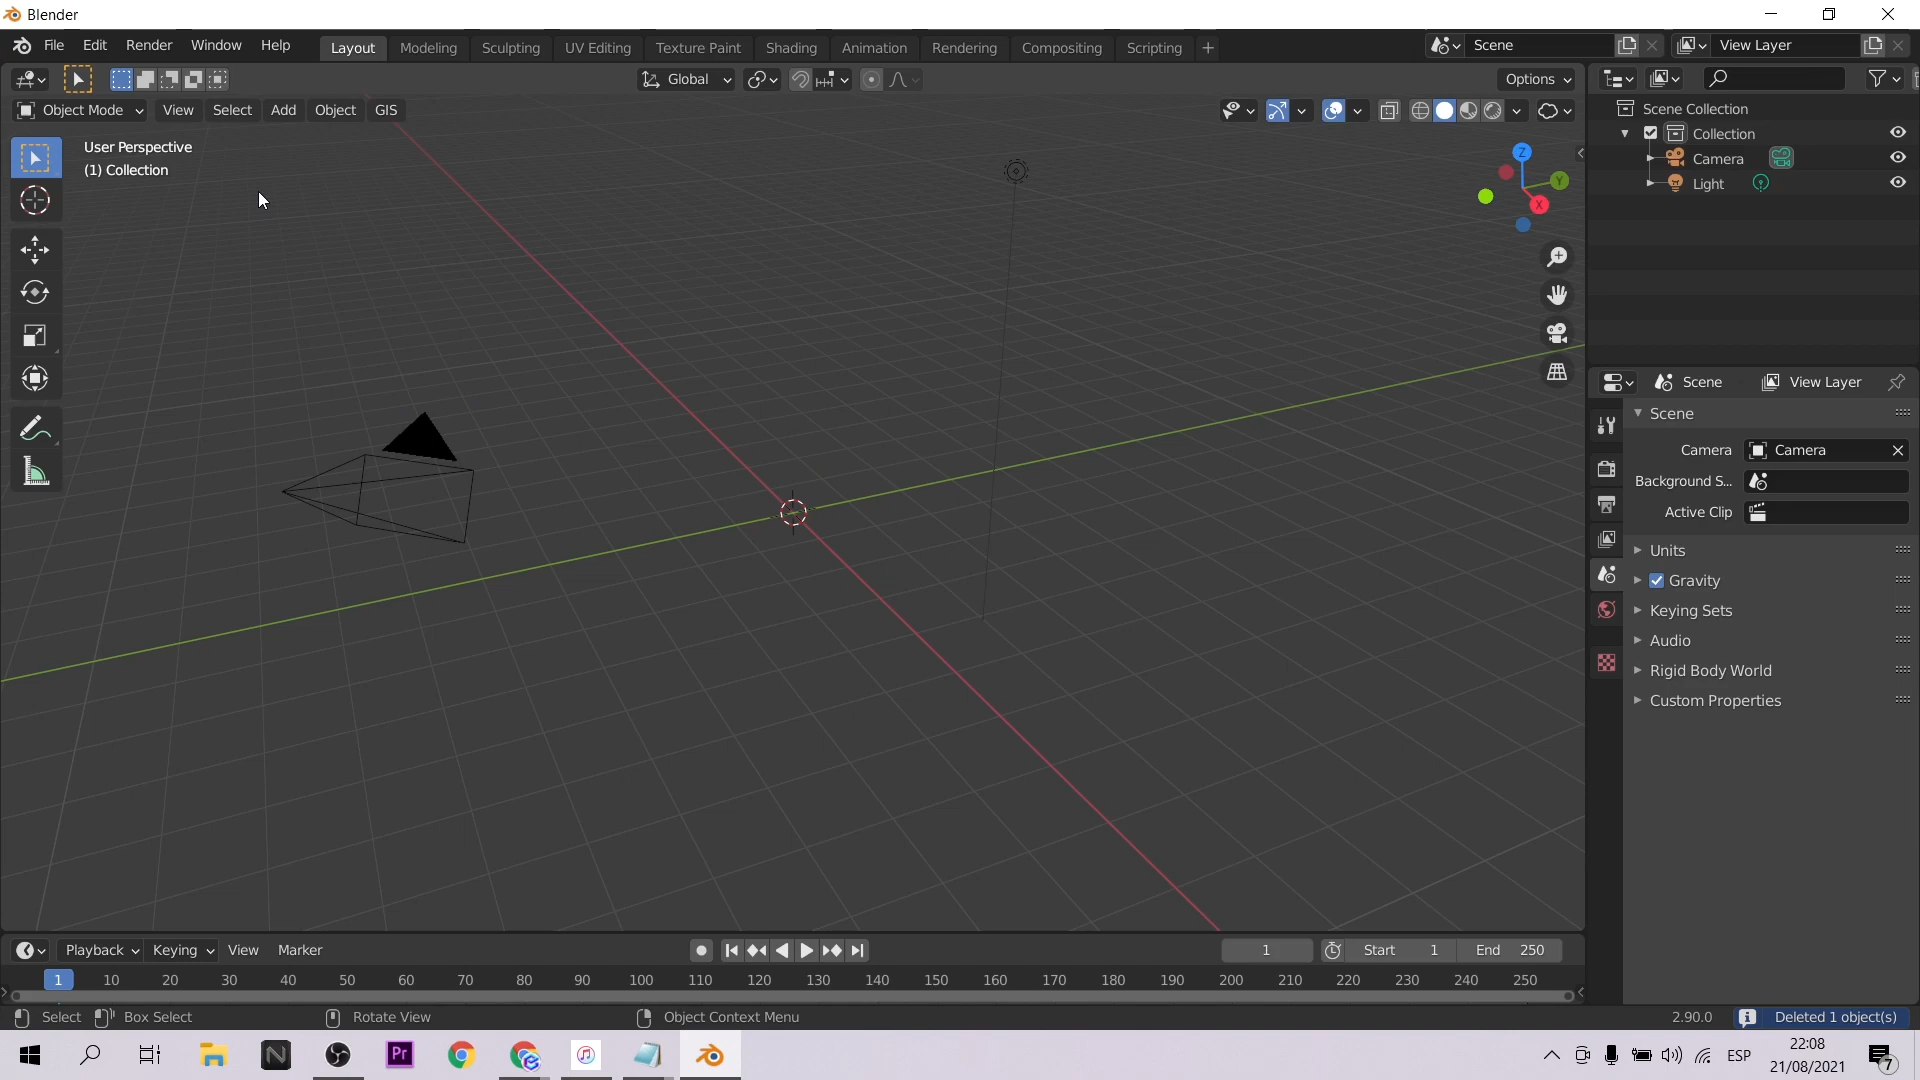 Blender
File Edit Render Window Help Layout Modeling Sculpting UV Editing Texture Paint Shading Animation Rendering Compositing Scripting + Scene View Layer
Global Options
Object Mode View Select Add Object GIS
User Perspective
(1) Collection
Z
Y
X
Scene Collection
Collection
Camera
Light
Scene View Layer
Scene
Camera Camera
Background S...
Active Clip
Units
Gravity
Keying Sets
Audio
Rigid Body World
Custom Properties
Playback Keying View Marker 1 Start 1 End 250
1 10 20 30 40 50 60 70 80 90 100 110 120 130 140 150 160 170 180 190 200 210 220 230 240 250
Select Box Select Rotate View Object Context Menu 2.90.0 Deleted 1 object(s)
N Pr ESP 22:08
21/08/2021 7